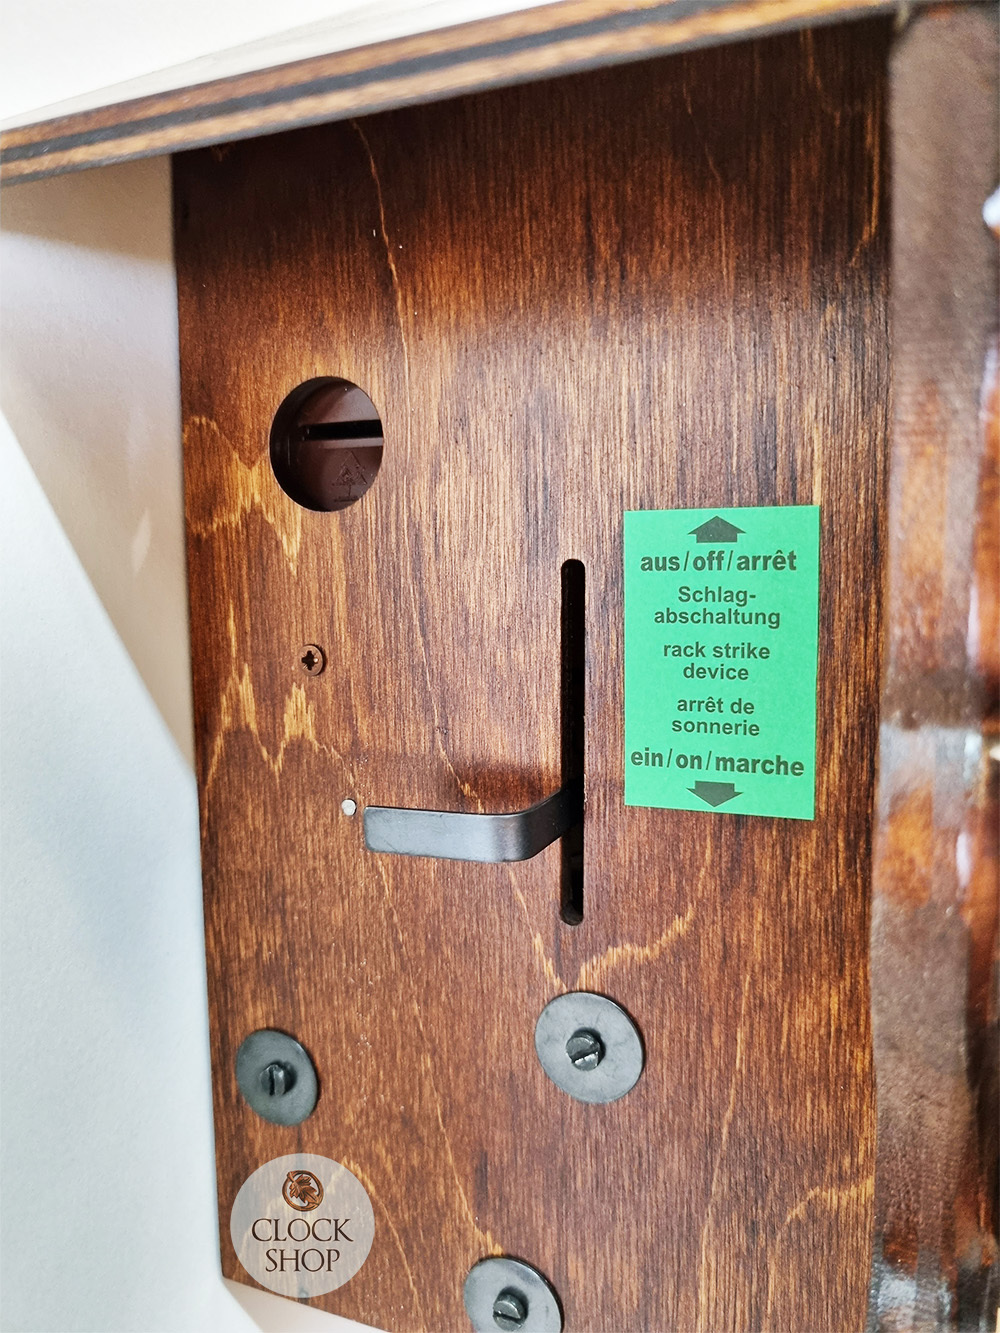 aus/off/arrêt
Schlag-
abschaltung
rack strike
device
arrêt de
sonnerie
ein/on/marche
CLOCK
SHOP